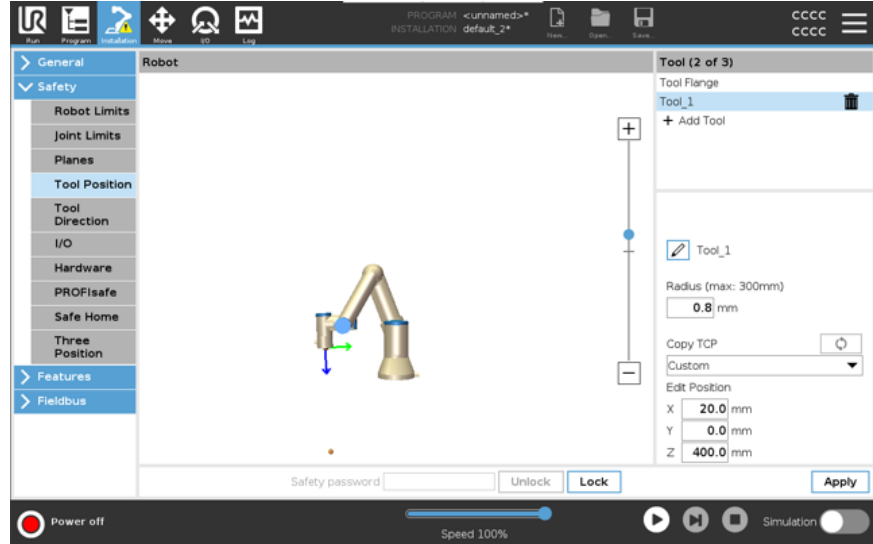 PROGRAM <unnamed>*
INSTALLATION default_2*
CCCC
CCCC
Run Program Installation Move I/O Log
New... Open... Save...
General
Safety
Robot Limits
Joint Limits
Planes
Tool Position
Tool
Direction
I/O
Hardware
PROFIsafe
Safe Home
Three
Position
Features
Fieldbus
Robot
Tool (2 of 3)
Tool Flange
Tool_1
+ Add Tool
Tool_1
Radius (max: 300mm)
0.8 mm
Copy TCP
Custom
Edit Position
X 20.0 mm
Y 0.0 mm
Z 400.0 mm
Safety password Unlock Lock Apply
Power off
Speed 100%
Simulation